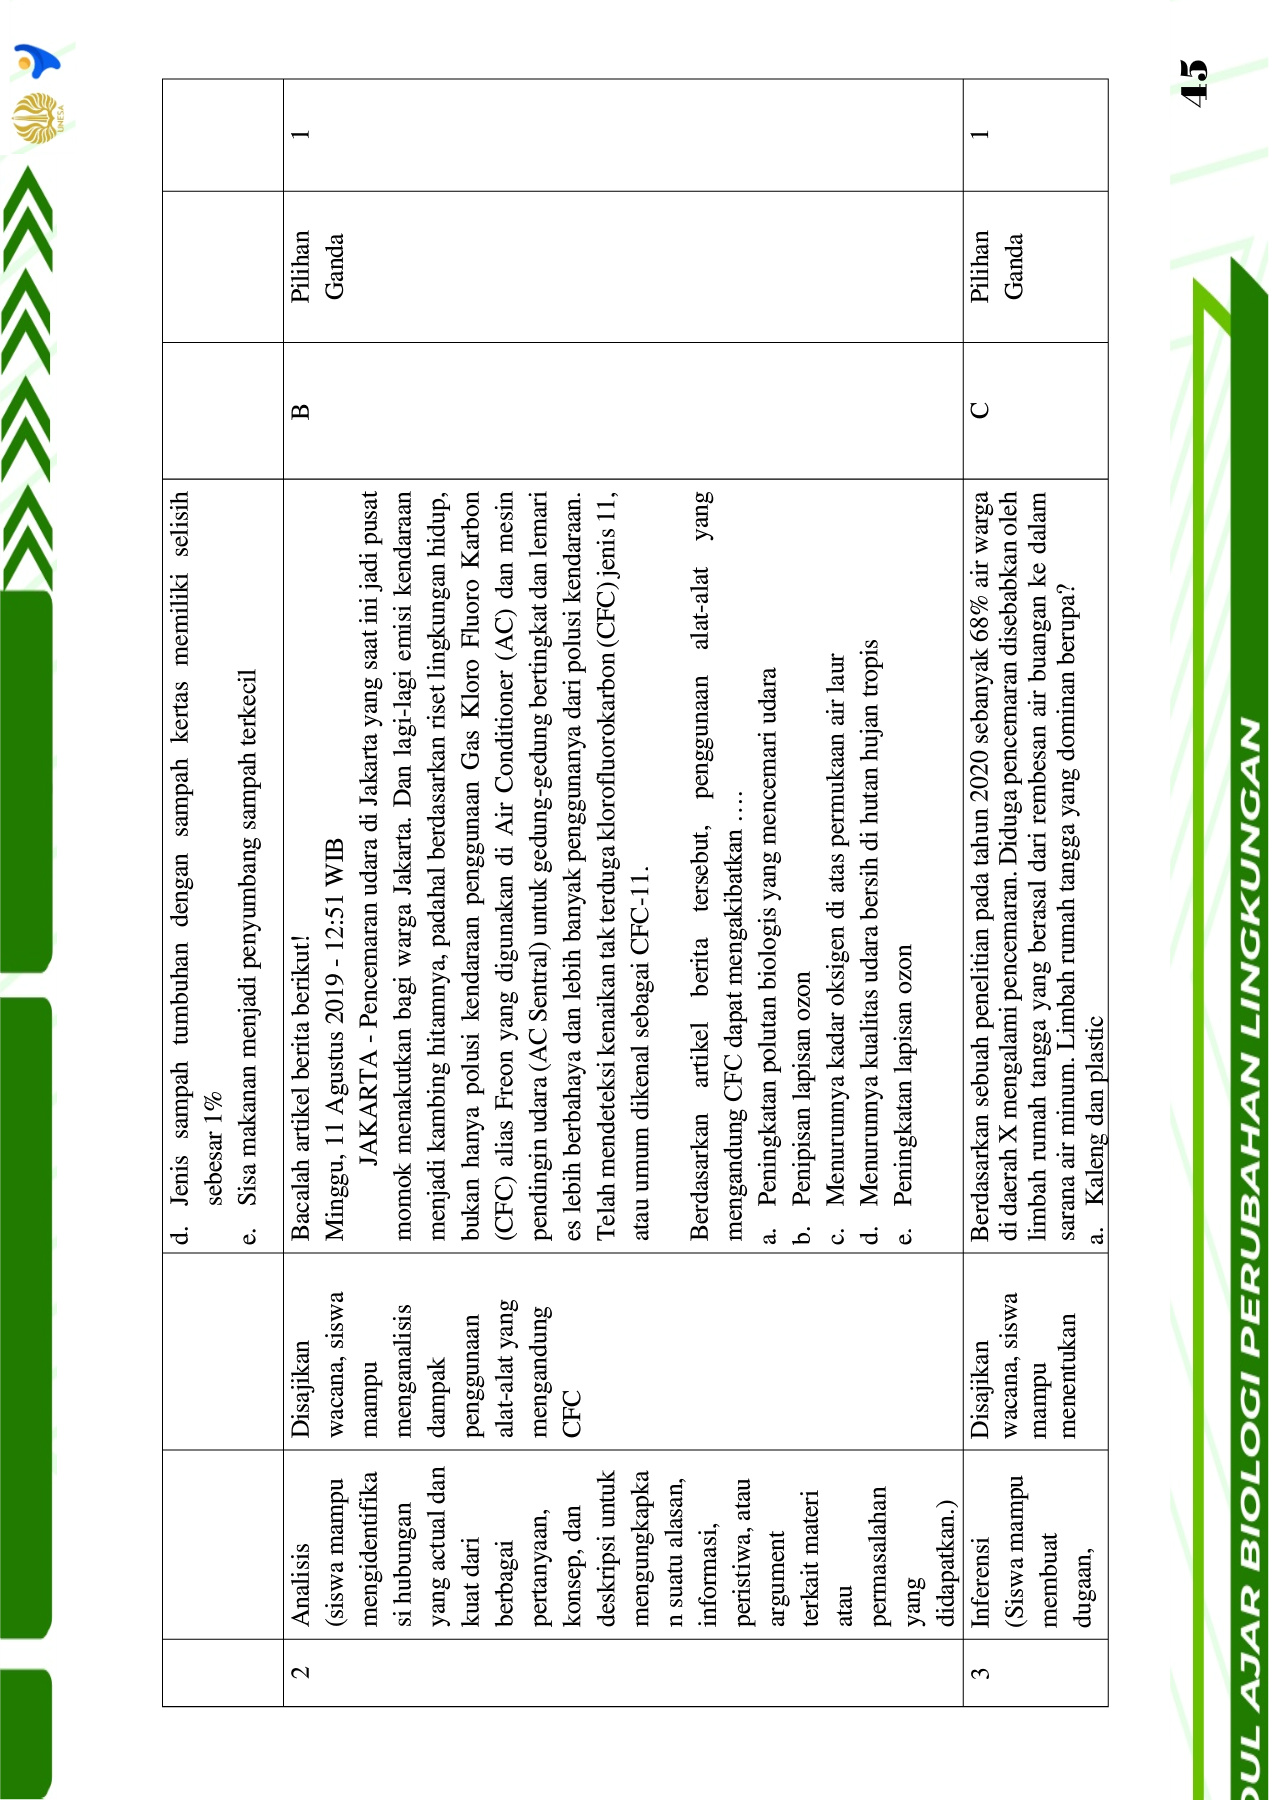 UNESA
d. Jenis sampah tumbuhan dengan sampah kertas memiliki selisih
sebesar 1%
e. Sisa makanan menjadi penyumbang sampah terkecil
2
Analisis
(siswa mampu
mengidentifika
si hubungan
yang actual dan
kuat dari
berbagai
pertanyaan,
konsep, dan
deskripsi untuk
mengungkapka
n suatu alasan,
informasi,
peristiwa, atau
argument
terkait materi
atau
permasalahan
yang
didapatkan.)
Disajikan
wacana, siswa
mampu
menganalisis
dampak
penggunaan
alat-alat yang
mengandung
CFC
Bacalah artikel berita berikut!
Minggu, 11 Agustus 2019 - 12:51 WIB
JAKARTA - Pencemaran udara di Jakarta yang saat ini jadi pusat
momok menakutkan bagi warga Jakarta. Dan lagi-lagi emisi kendaraan
menjadi kambing hitamnya, padahal berdasarkan riset lingkungan hidup,
bukan hanya polusi kendaraan penggunaan Gas Kloro Fluoro Karbon
(CFC) alias Freon yang digunakan di Air Conditioner (AC) dan mesin
pendingin udara (AC Sentral) untuk gedung-gedung bertingkat dan lemari
es lebih berbahaya dan lebih banyak penggunanya dari polusi kendaraan.
Telah mendeteksi kenaikan tak terduga klorofluorokarbon (CFC) jenis 11,
atau umum dikenal sebagai CFC-11.
Berdasarkan artikel berita tersebut, penggunaan alat-alat yang
mengandung CFC dapat mengakibatkan ….
a. Peningkatan polutan biologis yang mencemari udara
b. Penipisan lapisan ozon
c. Menurunnya kadar oksigen di atas permukaan air laur
d. Menurunnya kualitas udara bersih di hutan hujan tropis
e. Peningkatan lapisan ozon
B
Pilihan
Ganda
1
3
Inferensi
(Siswa mampu
membuat
dugaan,
Disajikan
wacana, siswa
mampu
menentukan
Berdasarkan sebuah penelitian pada tahun 2020 sebanyak 68% air warga
di daerah X mengalami pencemaran. Diduga pencemaran disebabkan oleh
limbah rumah tangga yang berasal dari rembesan air buangan ke dalam
sarana air minum. Limbah rumah tangga yang dominan berupa?
a. Kaleng dan plastic
C
Pilihan
Ganda
1
45
DUL AJAR BIOLOGI PERUBAHAN LINGKUNGAN